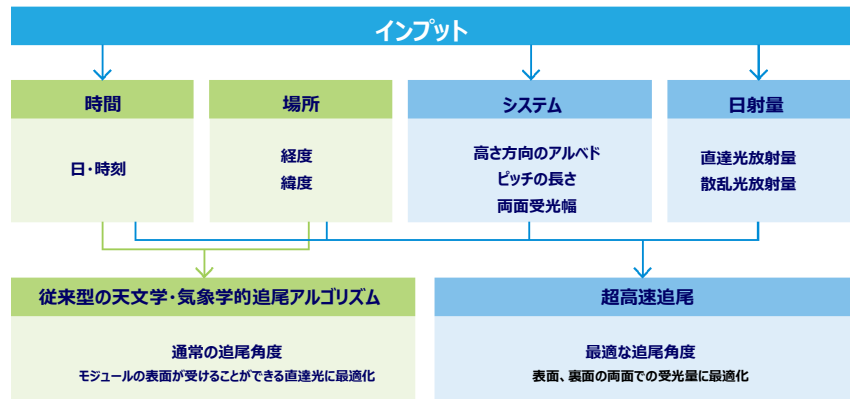 インプット
時間
日・時刻
場所
経度
緯度
システム
高さ方向のアルベド
ピッチの長さ
両面受光幅
日射量
直達光放射量
散乱光放射量
従来型の天文学・気象学的追尾アルゴリズム
通常の追尾角度
モジュールの表面が受けることができる直達光に最適化
超高速追尾
最適な追尾角度
表面、裏面の両面での受光量に最適化